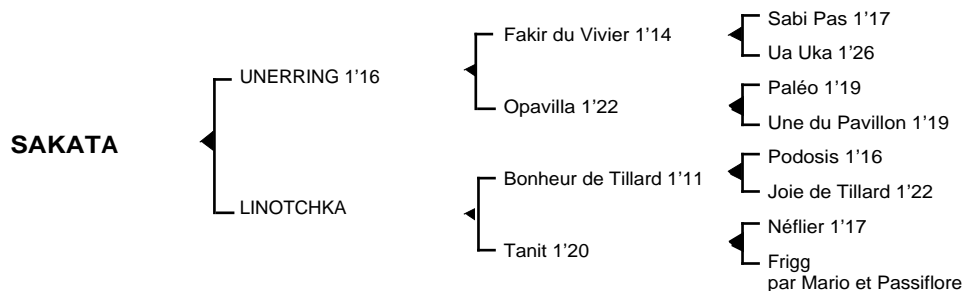 Sabi Pas 1’17
Fakir du Vivier 1’14
Ua Uka 1’26
UNERRING 1’16
Paléo 1’19
Opavilla 1’22
Une du Pavillon 1’19
SAKATA
Podosis 1’16
Bonheur de Tillard 1’11
Joie de Tillard 1’22
LINOTCHKA
Néflier 1’17
Tanit 1’20
Frigg
par Mario et Passiflore